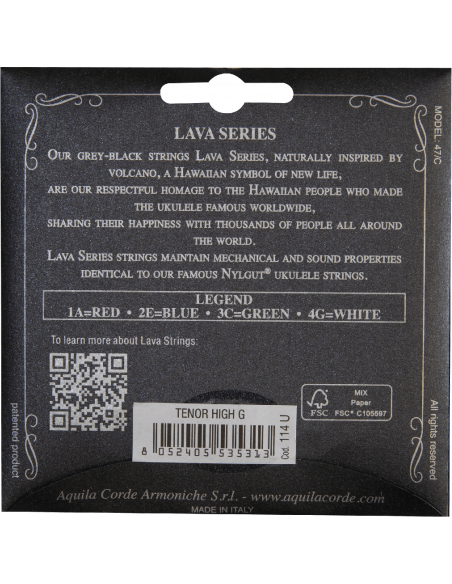 LAVA SERIES
OUR GREY-BLACK STRINGS LAVA SERIES, NATURALLY INSPIRED BY
VOLCANO, A HAWAIIAN SYMBOL OF NEW LIFE,
ARE OUR RESPECTFUL HOMAGE TO THE HAWAIIAN PEOPLE WHO MADE
THE UKULELE FAMOUS WORLDWIDE,
SHARING THEIR HAPPINESS WITH THOUSANDS OF PEOPLE ALL AROUND
THE WORLD.
LAVA SERIES STRINGS MAINTAIN MECHANICAL AND SOUND PROPERTIES
IDENTICAL TO OUR FAMOUS NYLGUT® UKULELE STRINGS.
LEGEND
1A=RED • 2E=BLUE • 3C=GREEN • 4G=WHITE
To learn more about Lava Strings:
MODEL 47/C
FSC
MIX
Paper
FSC® C105597
TENOR HIGH G
8 052405 535313
Cod. 114 U
patented product
All rights reserved
Aquila Corde Armoniche S.r.l. - www.aquilacorde.com
MADE IN ITALY